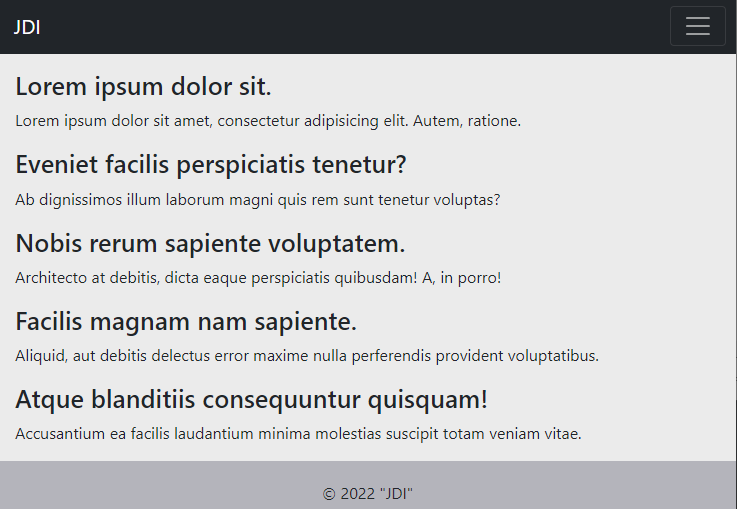 JDI
Lorem ipsum dolor sit.
Lorem ipsum dolor sit amet, consectetur adipisicing elit. Autem, ratione.
Eveniet facilis perspiciatis tenetur?
Ab dignissimos illum laborum magni quis rem sunt tenetur voluptas?
Nobis rerum sapiente voluptatem.
Architecto at debitis, dicta eaque perspiciatis quibusdam! A, in porro!
Facilis magnam nam sapiente.
Aliquid, aut debitis delectus error maxime nulla perferendis provident voluptatibus.
Atque blanditiis consequuntur quisquam!
Accusantium ea facilis laudantium minima molestias suscipit totam veniam vitae.
© 2022 "JDI"